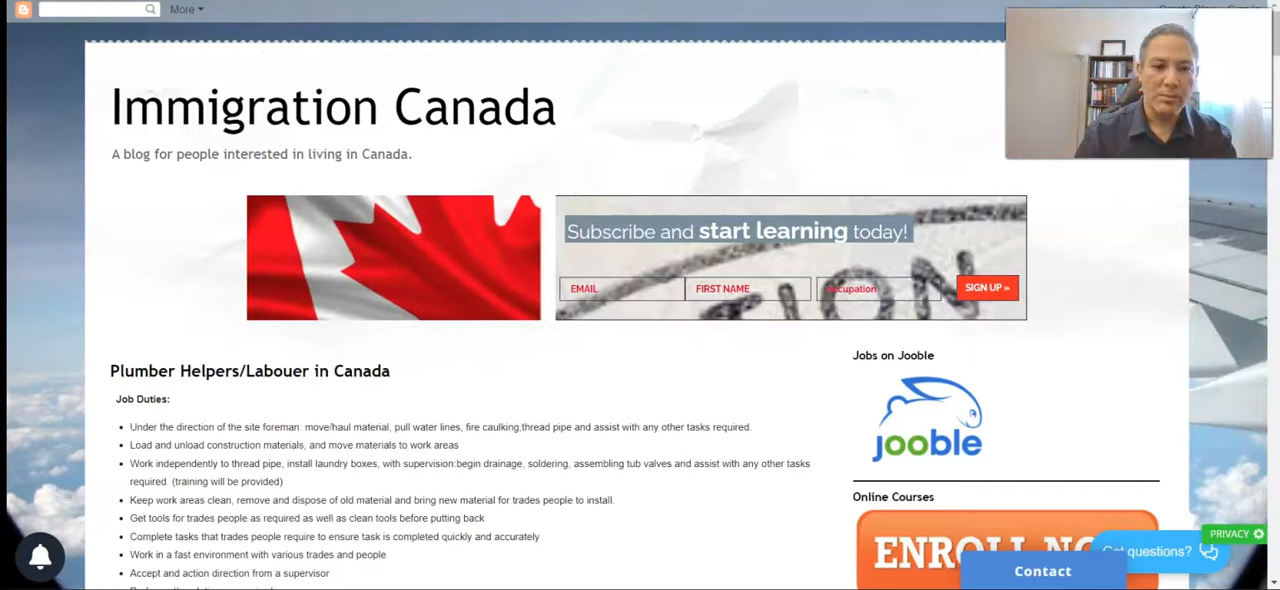 More
Immigration Canada
A blog for people interested in living in Canada.
Subscribe and start learning today!
EMAIL
FIRST NAME
SIGN UP »
Plumber Helpers/Labouer in Canada
Job Duties:
Under the direction of the site foreman: move/haul material, pull water lines, fire caulking,thread pipe and assist with any other tasks required.
Load and unload construction materials, and move materials to work areas
Work independently to thread pipe, install laundry boxes, with supervision:begin drainage, soldering, assembling tub valves and assist with any other tasks
required. (training will be provided)
Keep work areas clean, remove and dispose of old material and bring new material for trades people to install.
Get tools for trades people as required as well as clean tools before putting back
Complete tasks that trades people require to ensure task is completed quickly and accurately
Work in a fast environment with various trades and people
Accept and action direction from a supervisor
Jobs on Jooble
jooble
Online Courses
ENROLL NO
PRIVACY
Got questions?
Contact